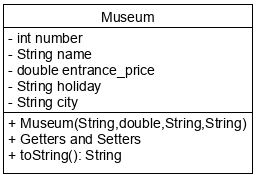 Museum
- int number
- String name
- double entrance_price
- String holiday
- String city
+ Museum(String,double,String,String)
+ Getters and Setters
+ toString(): String